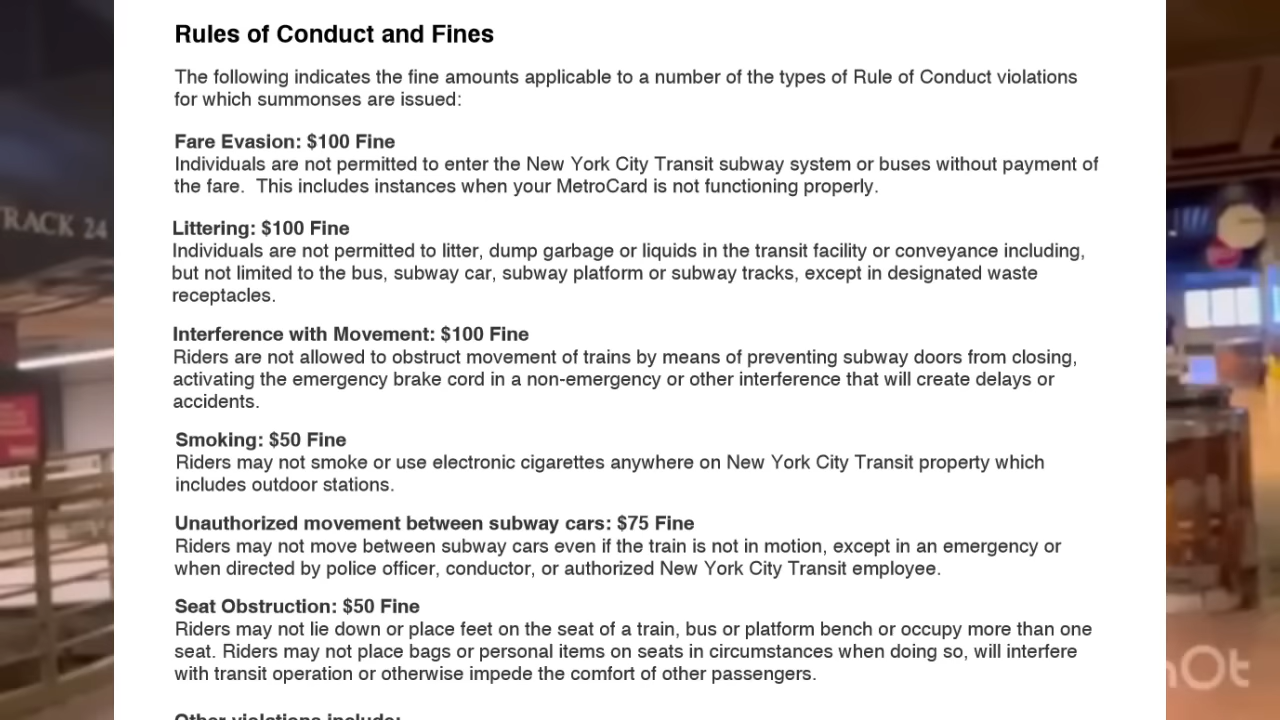 Rules of Conduct and Fines
The following indicates the fine amounts applicable to a number of the types of Rule of Conduct violations
for which summonses are issued:
Fare Evasion: $100 Fine
Individuals are not permitted to enter the New York City Transit subway system or buses without payment of
the fare.  This includes instances when your MetroCard is not functioning properly.
TRACK 24
Littering: $100 Fine
Individuals are not permitted to litter, dump garbage or liquids in the transit facility or conveyance including,
but not limited to the bus, subway car, subway platform or subway tracks, except in designated waste
receptacles.
Interference with Movement: $100 Fine
Riders are not allowed to obstruct movement of trains by means of preventing subway doors from closing,
activating the emergency brake cord in a non-emergency or other interference that will create delays or
accidents.
Smoking: $50 Fine
Riders may not smoke or use electronic cigarettes anywhere on New York City Transit property which
includes outdoor stations.
Unauthorized movement between subway cars: $75 Fine
Riders may not move between subway cars even if the train is not in motion, except in an emergency or
when directed by police officer, conductor, or authorized New York City Transit employee.
Seat Obstruction: $50 Fine
Riders may not lie down or place feet on the seat of a train, bus or platform bench or occupy more than one
seat. Riders may not place bags or personal items on seats in circumstances when doing so, will interfere
with transit operation or otherwise impede the comfort of other passengers.
Other violations include: